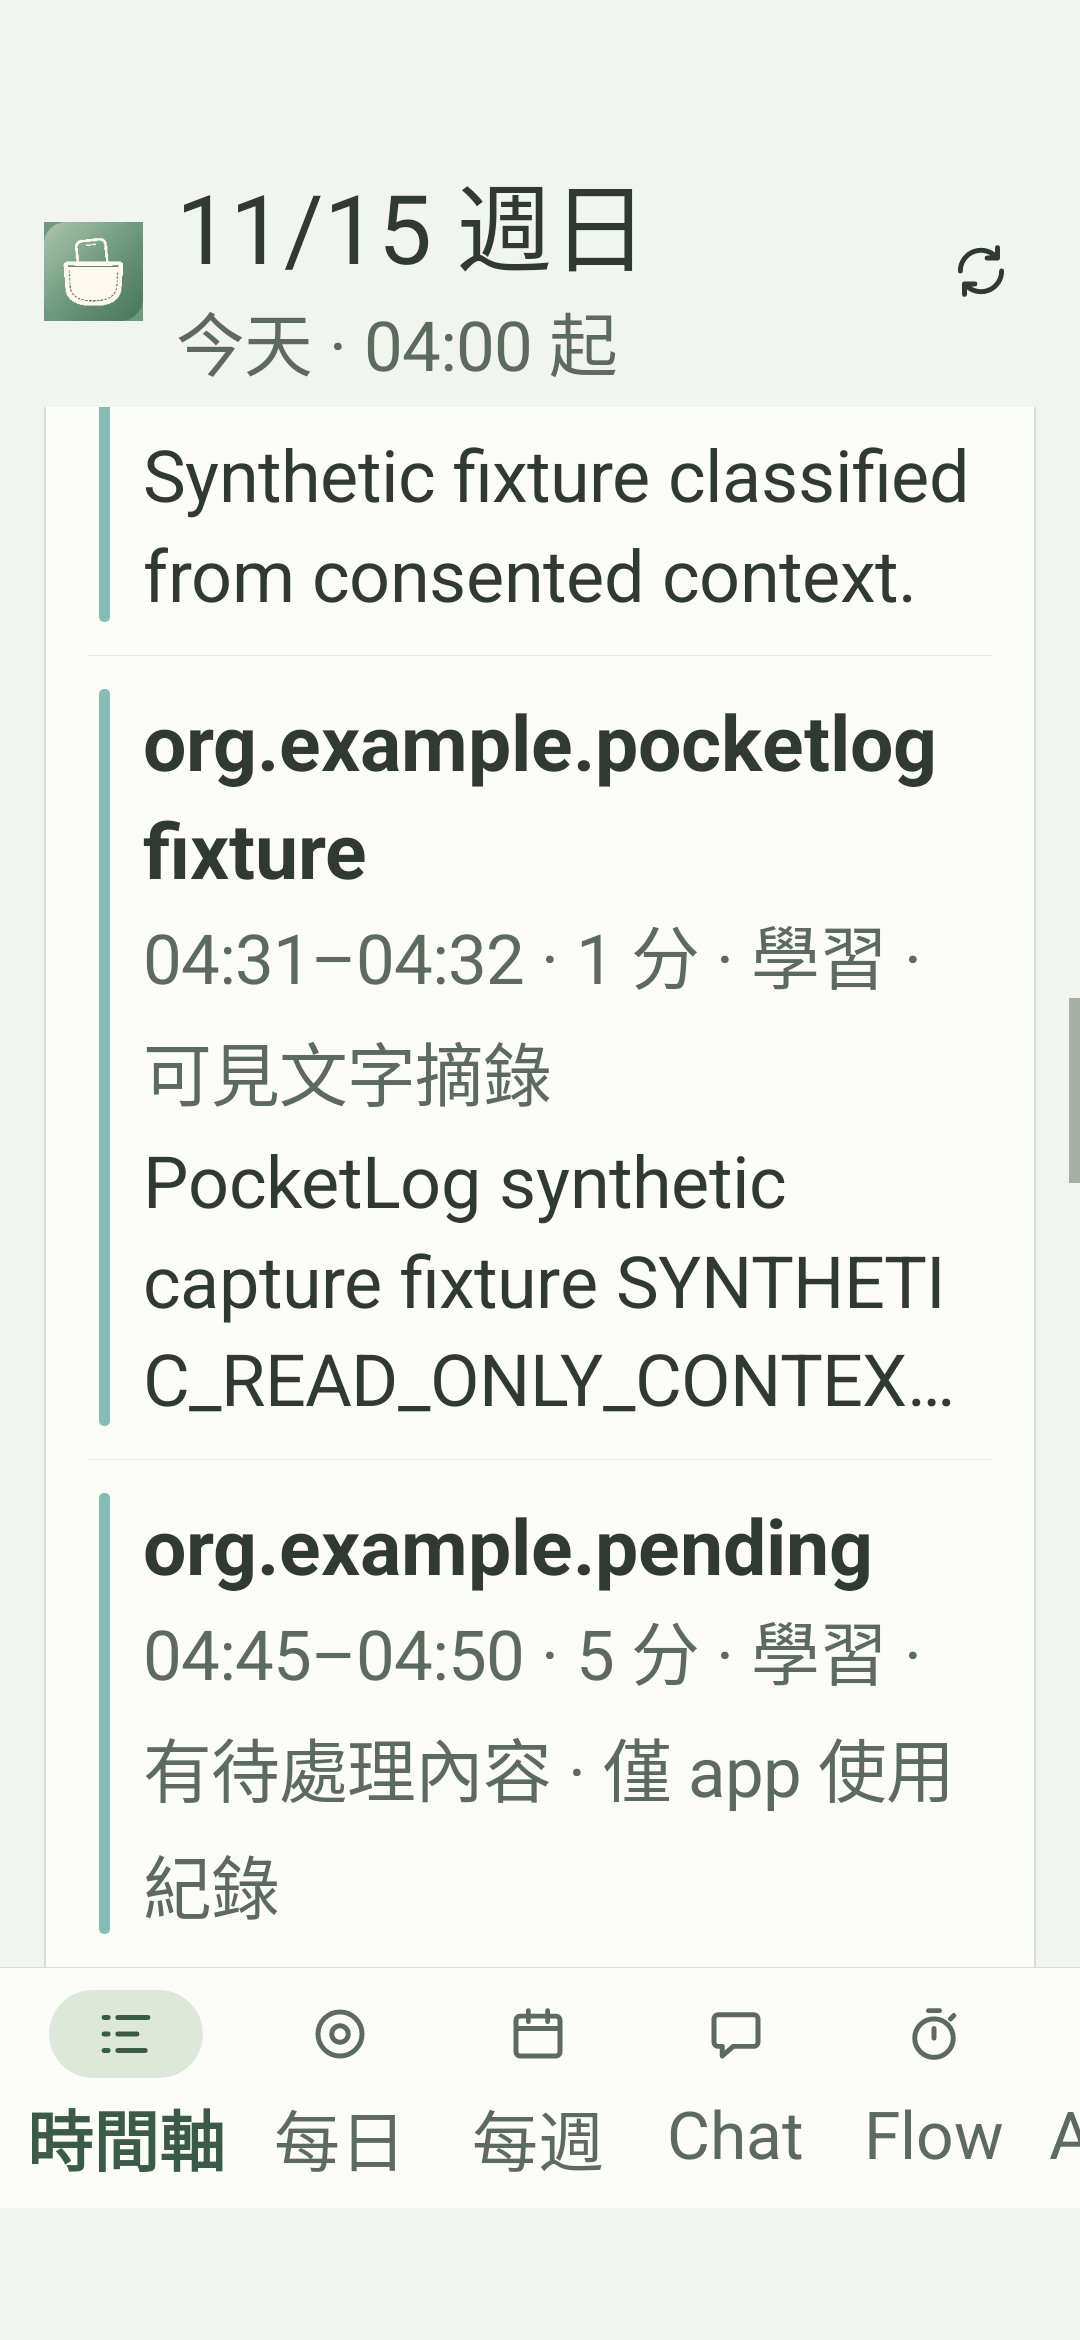 11/15 週日
今天 · 04:00 起
Synthetic fixture classified
from consented context.
org.example.pocketlog
fixture
04:31–04:32 · 1 分 · 學習 ·
可見文字摘錄
PocketLog synthetic
capture fixture SYNTHETI
C_READ_ONLY_CONTEX…
org.example.pending
04:45–04:50 · 5 分 · 學習 ·
有待處理內容 · 僅 app 使用
紀錄
時間軸 每日 每週 Chat Flow